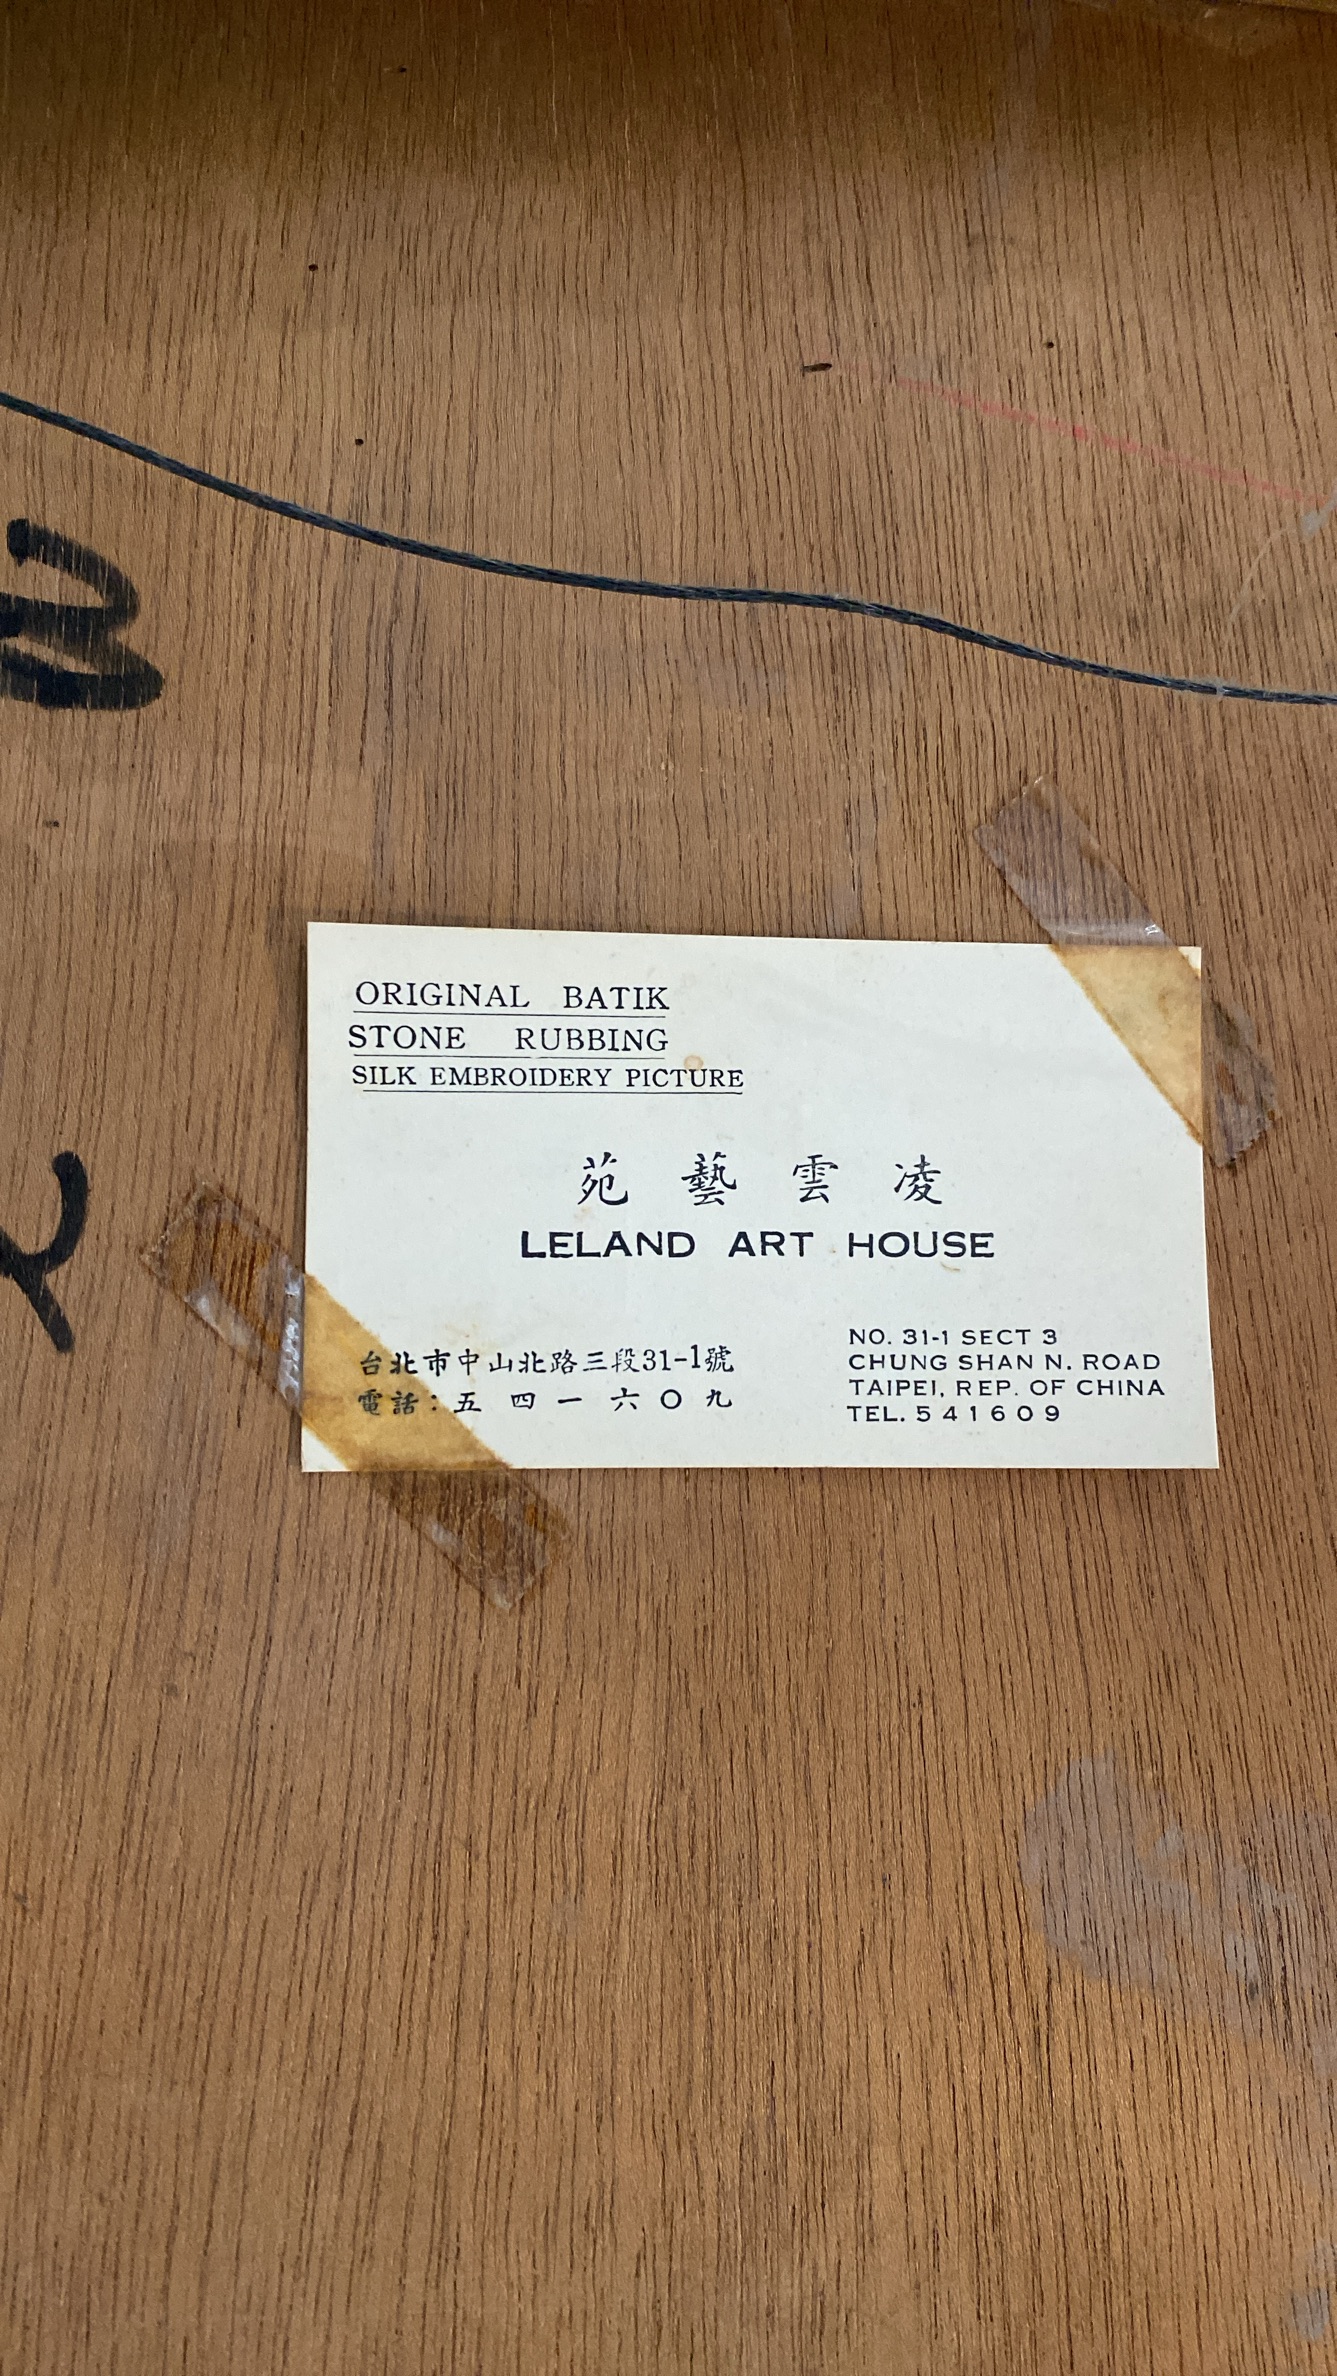 ORIGINAL BATIK
STONE RUBBING
SILK EMBROIDERY PICTURE
苑藝雲凌
LELAND ART HOUSE
台北市中山北路三段31-1號
電話：五四一六〇九
NO. 31-1 SECT 3
CHUNG SHAN N. ROAD
TAIPEI, REP. OF CHINA
TEL. 541609